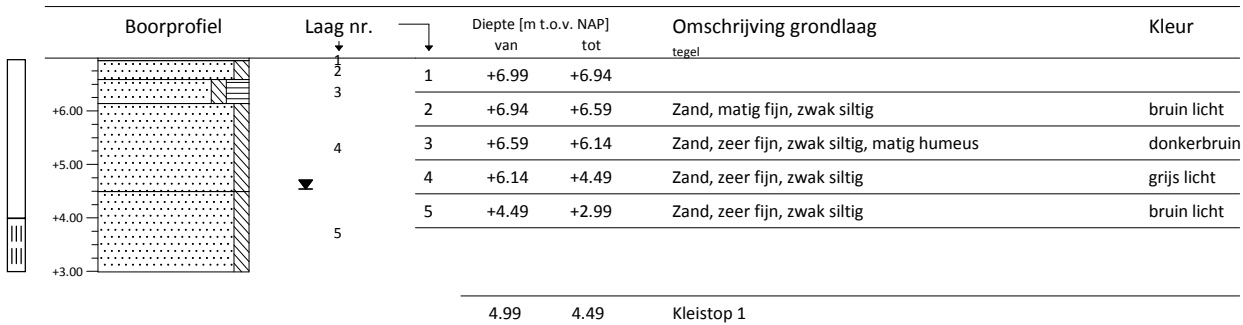 Boorprofiel Laag nr. Diepte [m t.o.v. NAP] Omschrijving grondlaag Kleur
van tot tegel
1 1 +6.99 +6.94
2 2 +6.94 +6.59 Zand, matig fijn, zwak siltig bruin licht
3 3 +6.59 +6.14 Zand, zeer fijn, zwak siltig, matig humeus donkerbruin
+6.00
4 4 +6.14 +4.49 Zand, zeer fijn, zwak siltig grijs licht
+5.00
5 5 +4.49 +2.99 Zand, zeer fijn, zwak siltig bruin licht
+4.00
+3.00
4.99 4.49 Kleistop 1